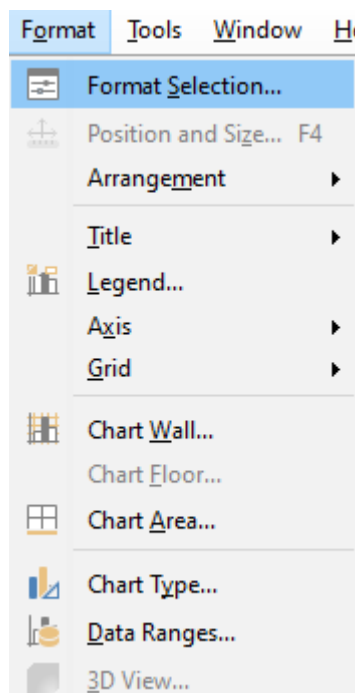 Format Tools Window
Format Selection...
Position and Size... F4
Arrangement
Title
Legend...
Axis
Grid
Chart Wall...
Chart Floor...
Chart Area...
Chart Type...
Data Ranges...
3D View...